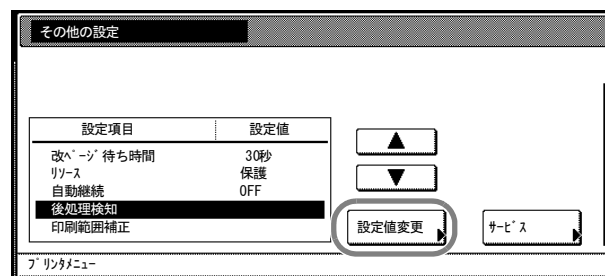 その他の設定
設定項目 設定値
改ﾍﾟｰｼﾞ待ち時間 30秒
ﾘｿｰｽ 保護
自動継続 OFF
後処理検知
印刷範囲補正
▲
▼
設定値変更
ｻｰﾋﾞｽ
ﾌﾟﾘﾝﾀﾒﾆｭｰ